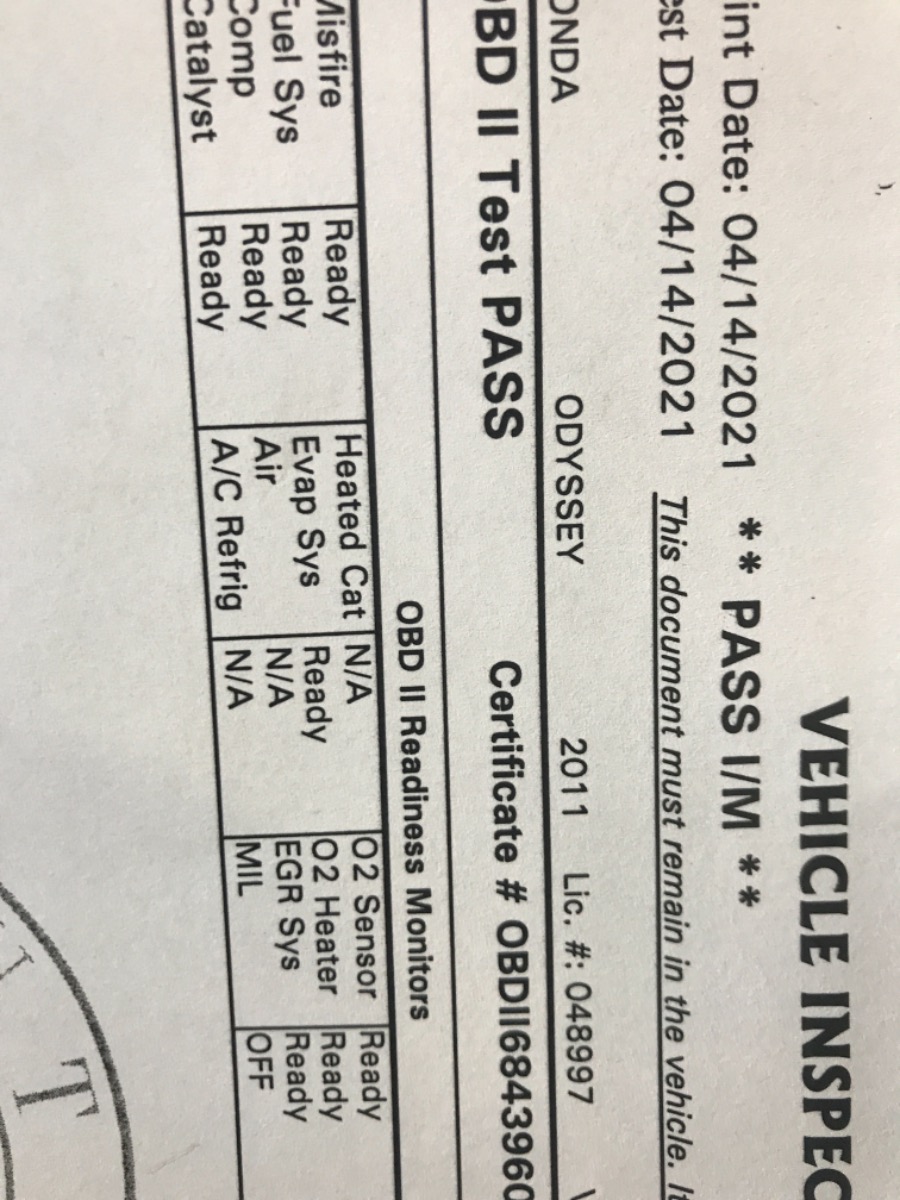 VEHICLE INSPEC
int Date: 04/14/2021 ** PASS I/M **
est Date: 04/14/2021 This document must remain in the vehicle. It
ONDA ODYSSEY 2011 Lic. #: 048997 V
OBD II Test PASS Certificate # OBDII6843960
OBD II Readiness Monitors
Misfire Ready Heated Cat N/A O2 Sensor Ready
Fuel Sys Ready Evap Sys Ready O2 Heater Ready
Comp Ready Air N/A EGR Sys Ready
Catalyst Ready A/C Refrig N/A MIL OFF
T